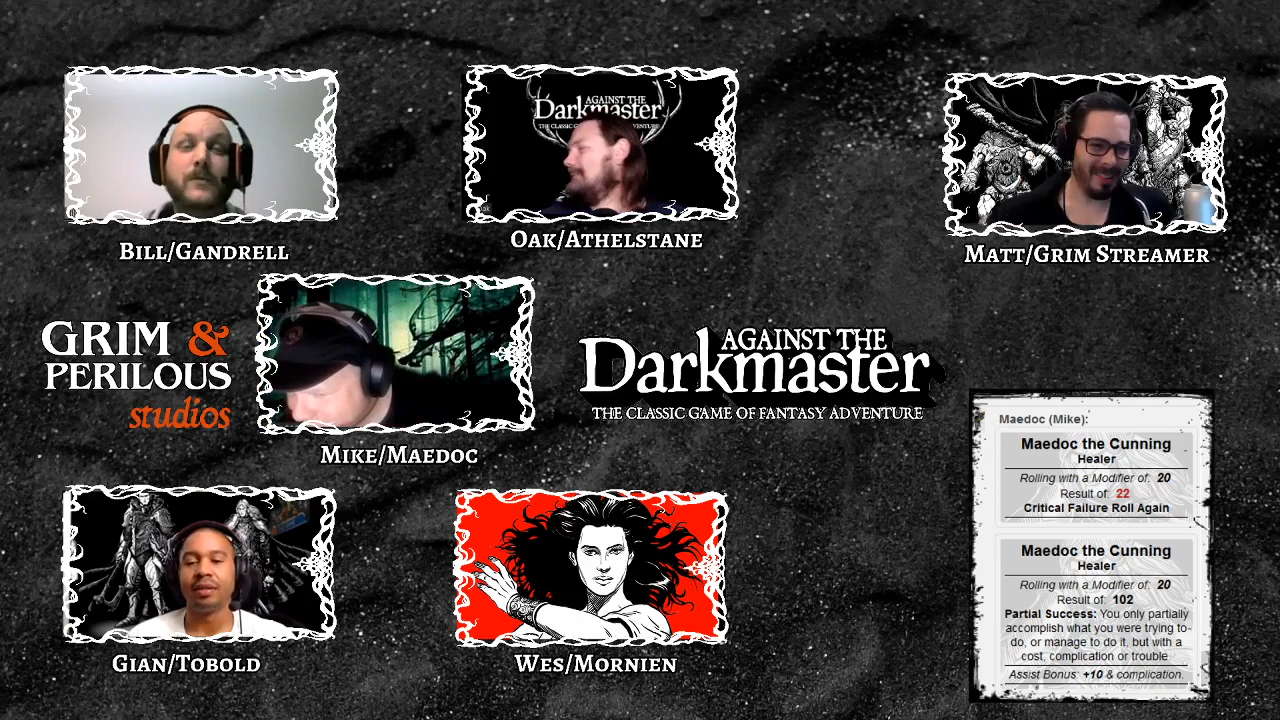 AGAINST THE
Darkmaster
BILL/GANDRELL
OAK/ATHELSTANE
MATT/GRIM STREAMER
GRIM &
PERILOUS
studios
MIKE/MAEDOC
AGAINST THE
Darkmaster
THE CLASSIC GAME OF FANTASY ADVENTURE
Maedoc (Mike):
Maedoc the Cunning
Healer
Rolling with a Modifier of: 20
Result of: 22
Critical Failure Roll Again
Maedoc the Cunning
Healer
Rolling with a Modifier of: 20
Result of: 102
Partial Success: You only partially
accomplish what you were trying to-
do, or manage to do it, but with a
cost, complication or trouble
Assist Bonus: +10 & complication.
GIAN/TOBOLD
WES/MORNIEN